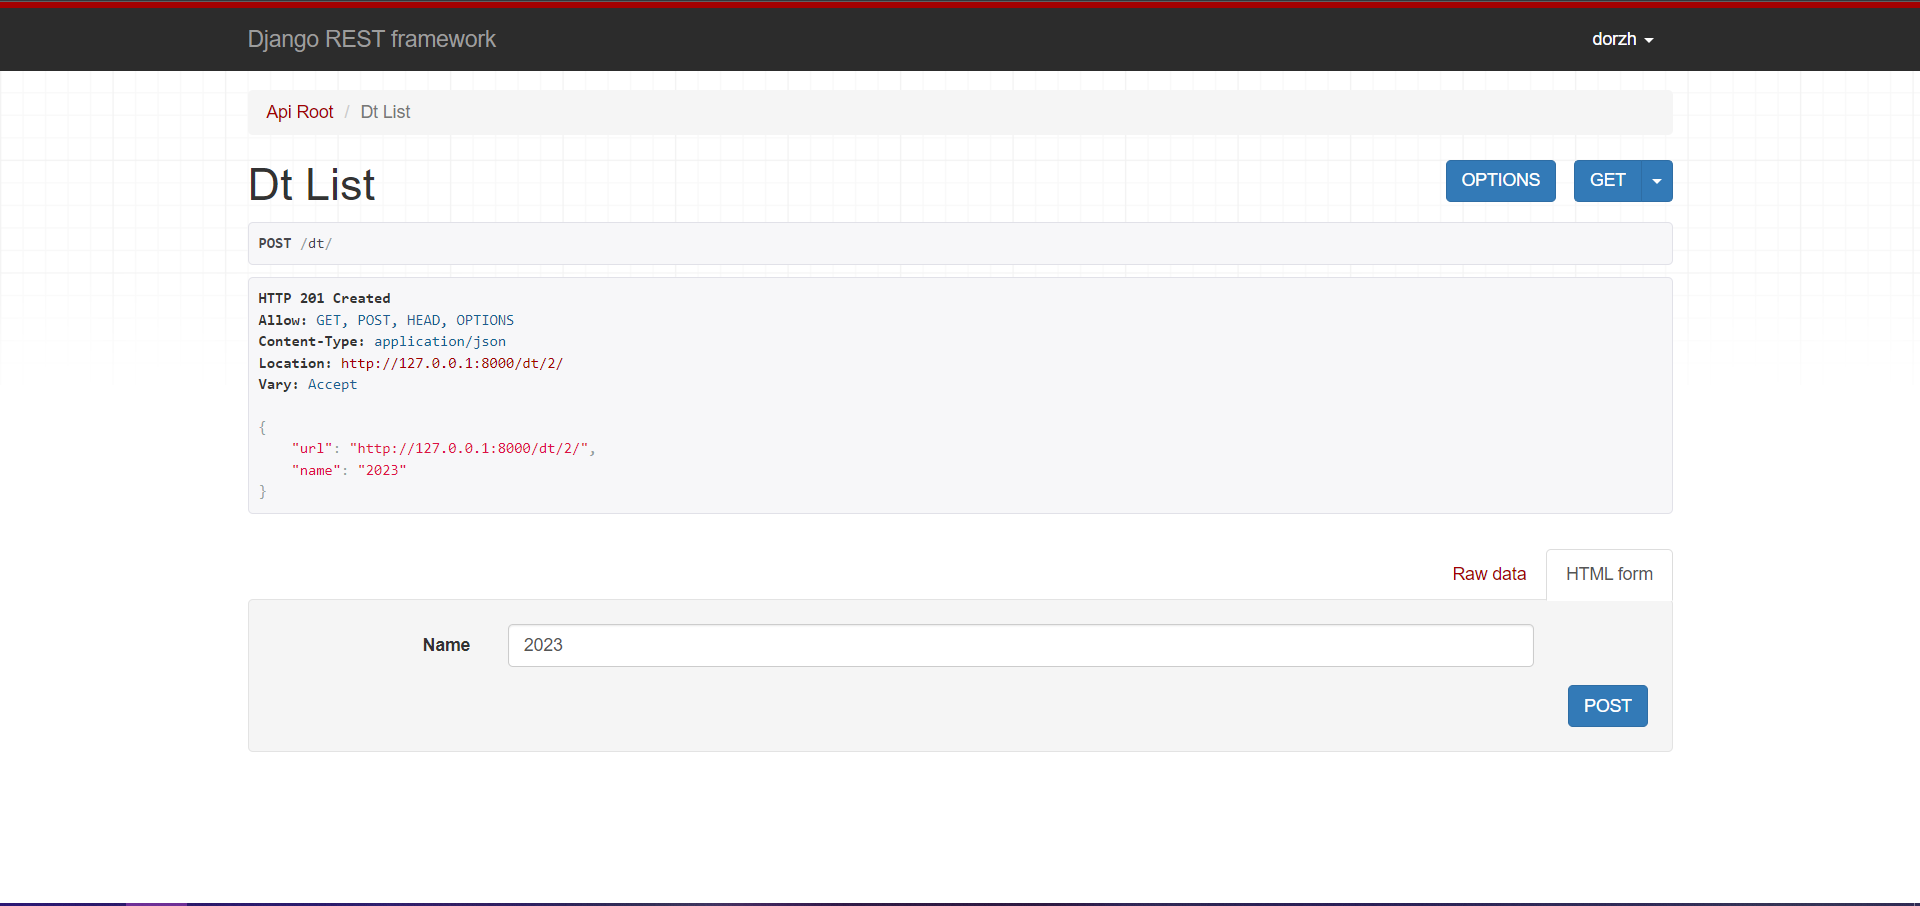 Django REST framework
dorzh
Api Root / Dt List
Dt List
OPTIONS
GET
POST /dt/
HTTP 201 Created
Allow: GET, POST, HEAD, OPTIONS
Content-Type: application/json
Location: http://127.0.0.1:8000/dt/2/
Vary: Accept
{
    "url": "http://127.0.0.1:8000/dt/2/",
    "name": "2023"
}
Raw data
HTML form
Name
2023
POST